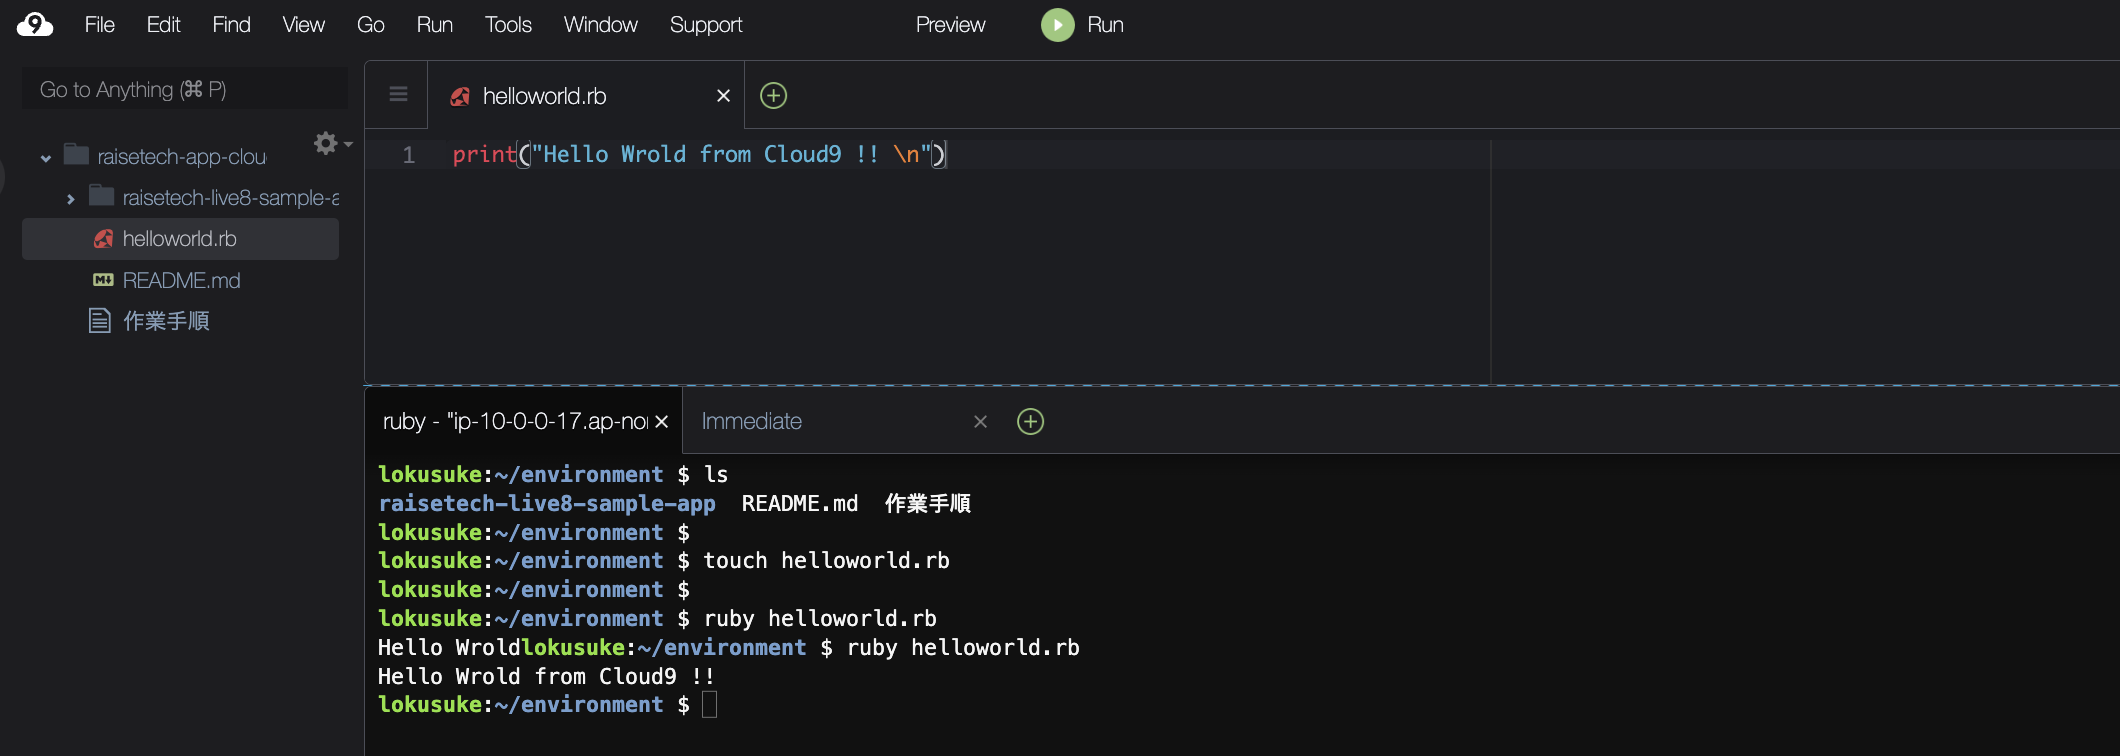 9 File Edit Find View Go Run Tools Window Support Preview Run
Go to Anything (⌘ P)
raisetech-app-clou
raisetech-live8-sample-a
helloworld.rb
README.md
作業手順
helloworld.rb ×
1 print("Hello Wrold from Cloud9 !! \n")
ruby - "ip-10-0-0-17.ap-nor × Immediate ×
lokusuke:~/environment $ ls
raisetech-live8-sample-app README.md 作業手順
lokusuke:~/environment $
lokusuke:~/environment $ touch helloworld.rb
lokusuke:~/environment $
lokusuke:~/environment $ ruby helloworld.rb
Hello Wroldlokusuke:~/environment $ ruby helloworld.rb
Hello Wrold from Cloud9 !!
lokusuke:~/environment $